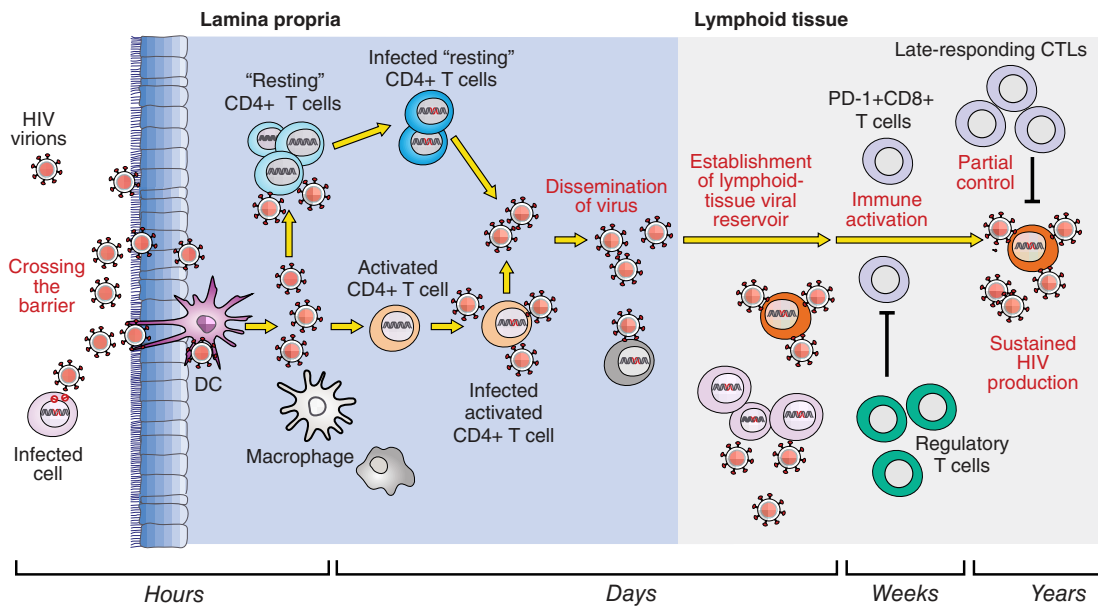 Lamina propria
Lymphoid tissue
HIV
virions
Crossing
the
barrier
Infected
cell
DC
"Resting"
CD4+ T cells
Infected "resting"
CD4+ T cells
Activated
CD4+ T cell
Macrophage
Infected
activated
CD4+ T cell
Dissemination
of virus
Establishment
of lymphoid-
tissue viral
reservoir
PD-1+CD8+
T cells
Immune
activation
Regulatory
T cells
Late-responding CTLs
Partial
control
Sustained
HIV
production
Hours
Days
Weeks
Years